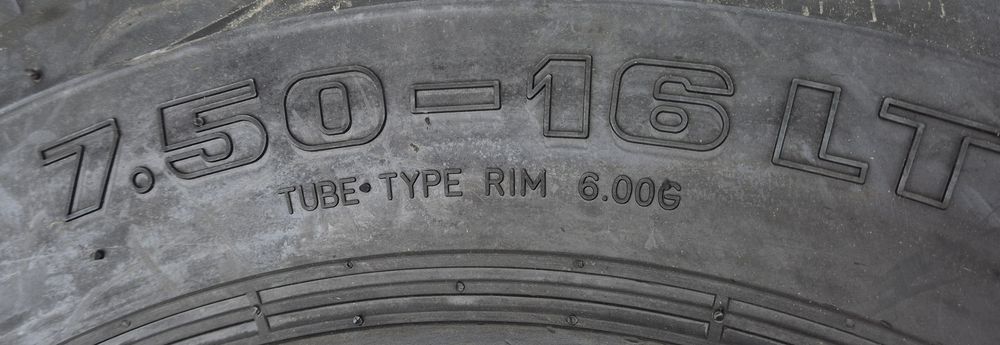 7.50-16 LT
TUBE TYPE RIM 6.00G